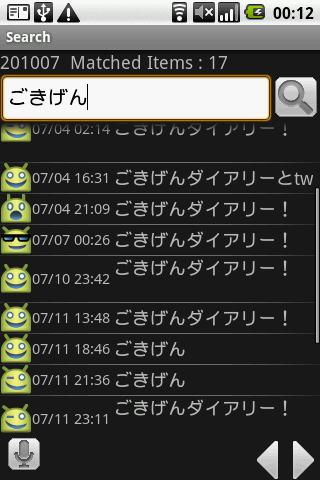 00:12
Search
201007 Matched Items : 17
ごきげん
07/04 02:14 ごきげんダイアリー！
07/04 16:31 ごきげんダイアリーとtw
07/04 21:09 ごきげんダイアリー！
07/07 00:26 ごきげんダイアリー！
07/10 23:42 ごきげんダイアリー！
07/11 13:48 ごきげんダイアリー！
07/11 18:46 ごきげん
07/11 21:36 ごきげん
07/11 23:11 ごきげんダイアリー！